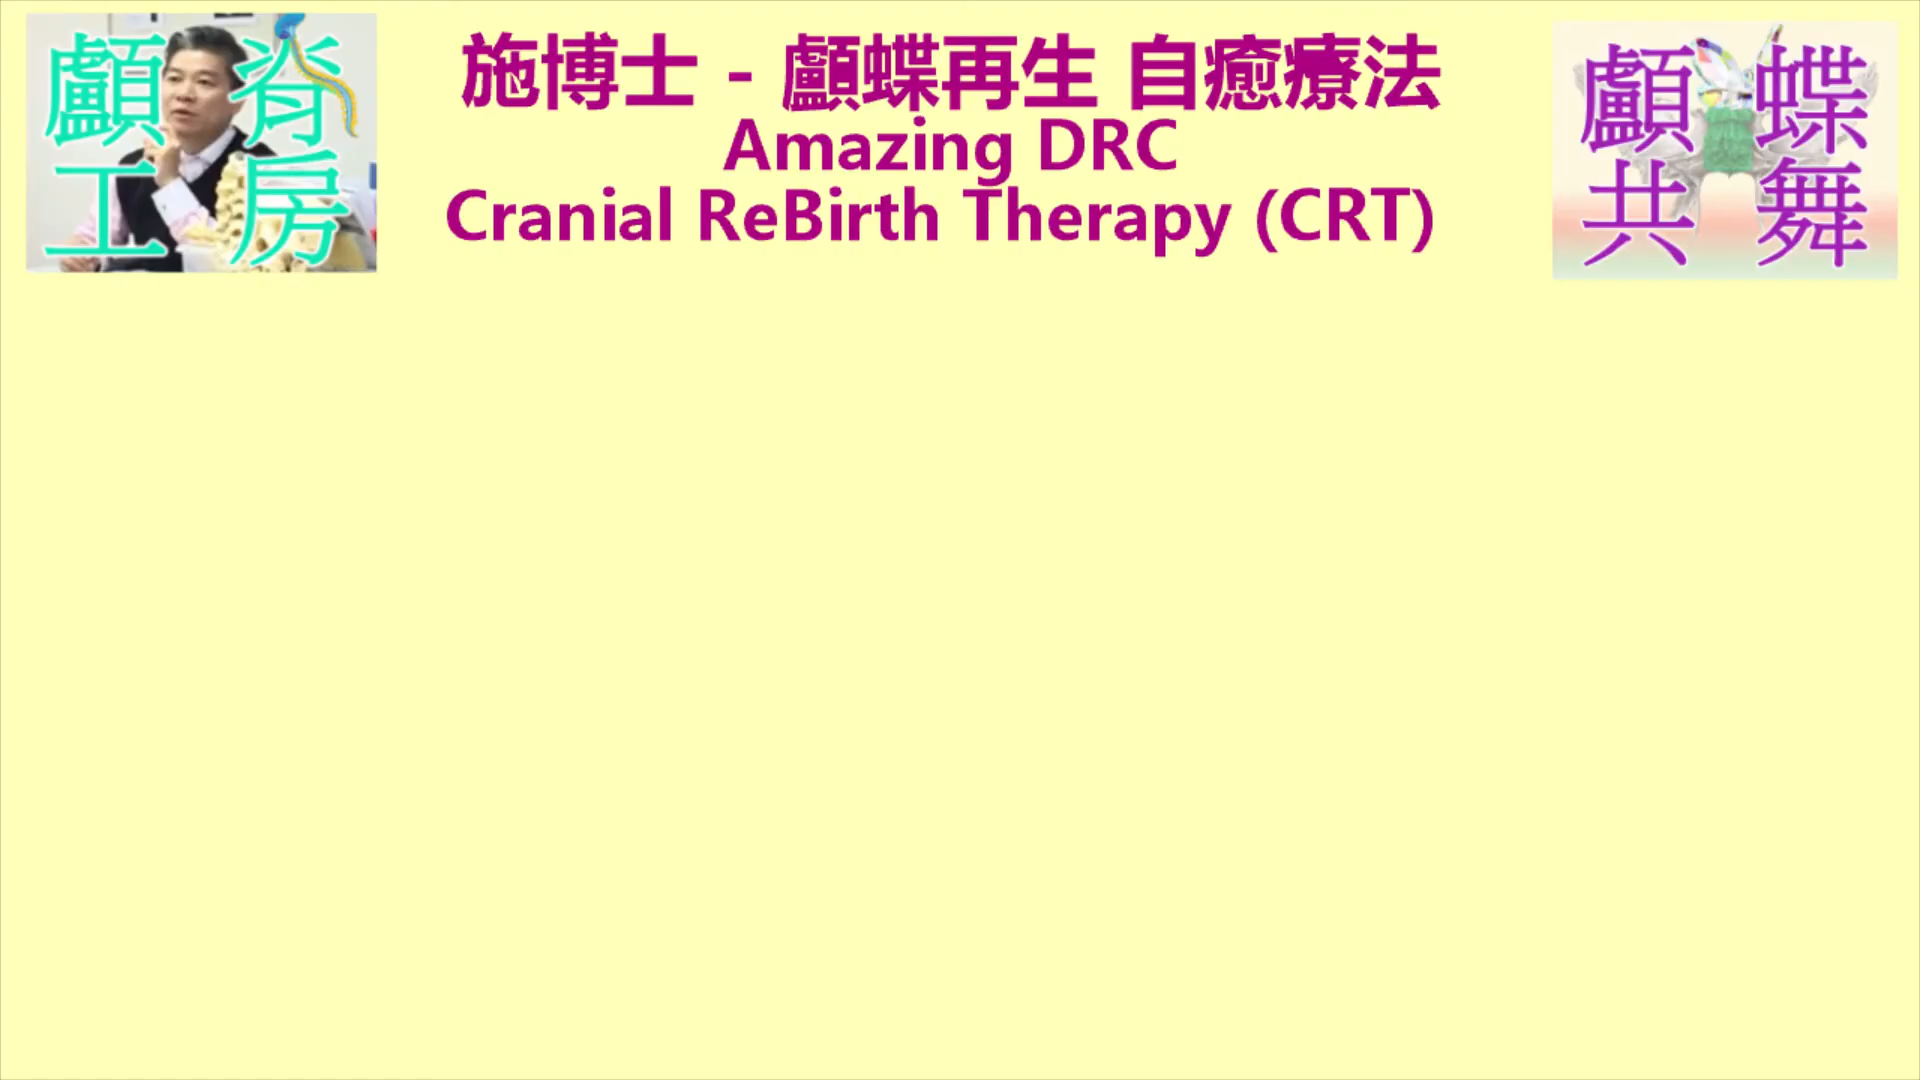 顱脊
工房
施博士 - 顱蝶再生 自癒療法
Amazing DRC
Cranial ReBirth Therapy (CRT)
顱蝶
共舞